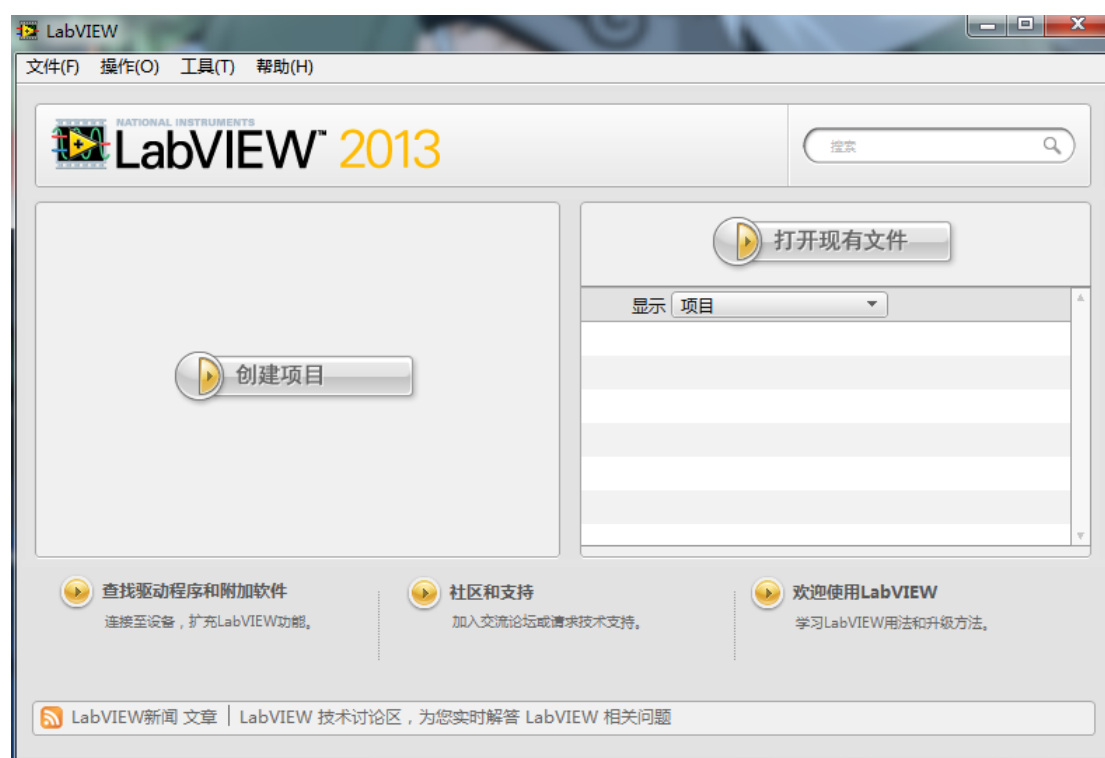 LabVIEW
文件(F) 操作(O) 工具(T) 帮助(H)
NATIONAL INSTRUMENTS
LabVIEW™ 2013
搜索
打开现有文件
显示 项目
创建项目
查找驱动程序和附加软件
连接至设备，扩充LabVIEW功能。
社区和支持
加入交流论坛或请求技术支持。
欢迎使用LabVIEW
学习LabVIEW用法和升级方法。
LabVIEW新闻 文章 | LabVIEW 技术讨论区，为您实时解答 LabVIEW 相关问题